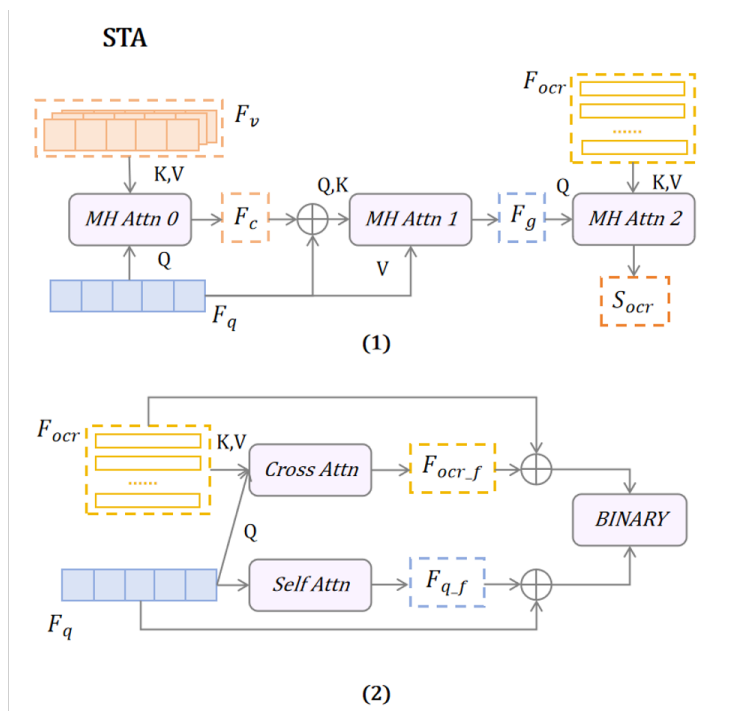 STA
F_v
F_ocr
K,V
Q,K
Q
K,V
MH Attn 0
F_c
MH Attn 1
F_g
MH Attn 2
Q
V
F_q
S_ocr
......
(1)
F_ocr
K,V
Cross Attn
F_ocr_f
......
BINARY
Q
Self Attn
F_q_f
F_q
(2)